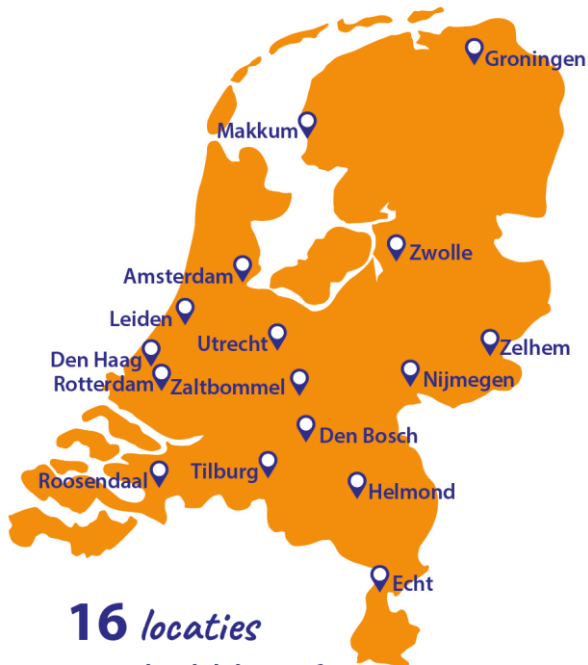 Groningen
Makkum
Zwolle
Amsterdam
Leiden
Utrecht
Zelhem
Den Haag
Rotterdam
Zaltbommel
Nijmegen
Den Bosch
Tilburg
Roosendaal
Helmond
Echt
16 locaties